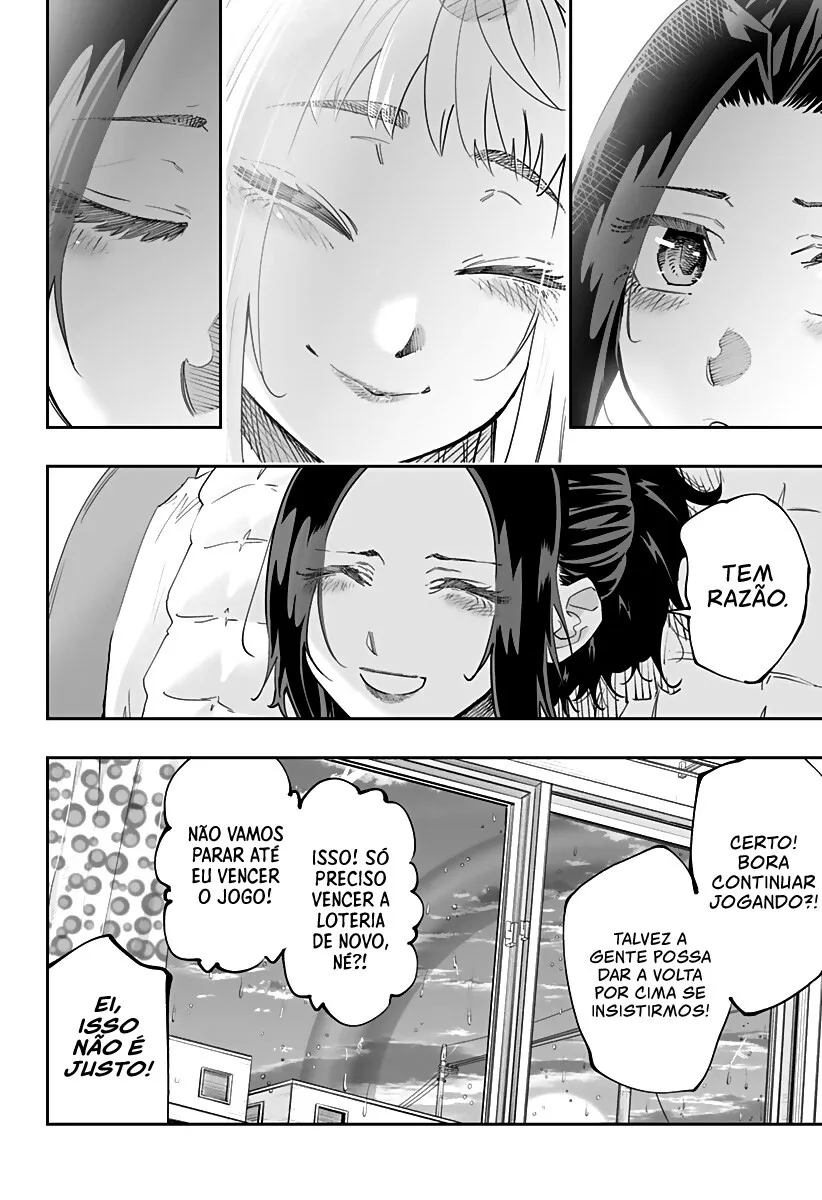 TEM
RAZÃO.
CERTO!
BORA
CONTINUAR
JOGANDO?!
TALVEZ A
GENTE POSSA
DAR A VOLTA
POR CIMA SE
INSISTIRMOS!
ISSO! SÓ
PRECISO
VENCER A
LOTERIA
DE NOVO,
NÉ?!
NÃO VAMOS
PARAR ATÉ
EU VENCER
O JOGO!
EI,
ISSO
NÃO É
JUSTO!